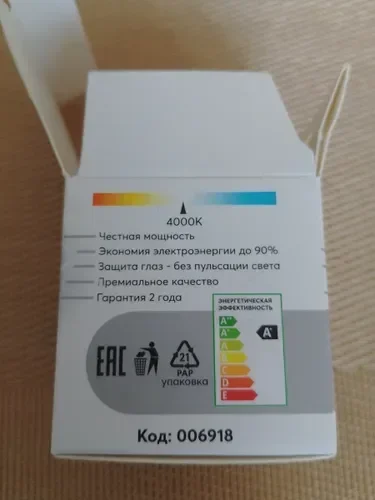 4000K
Честная мощность
Экономия электроэнергии до 90%
Защита глаз - без пульсации света
Премиальное качество
Гарантия 2 года
ЭНЕРГЕТИЧЕСКАЯ
ЭФФЕКТИВНОСТЬ
A++
A+
A
B
C
D
E
A+
EAC
21
PAP
упаковка
Код: 006918